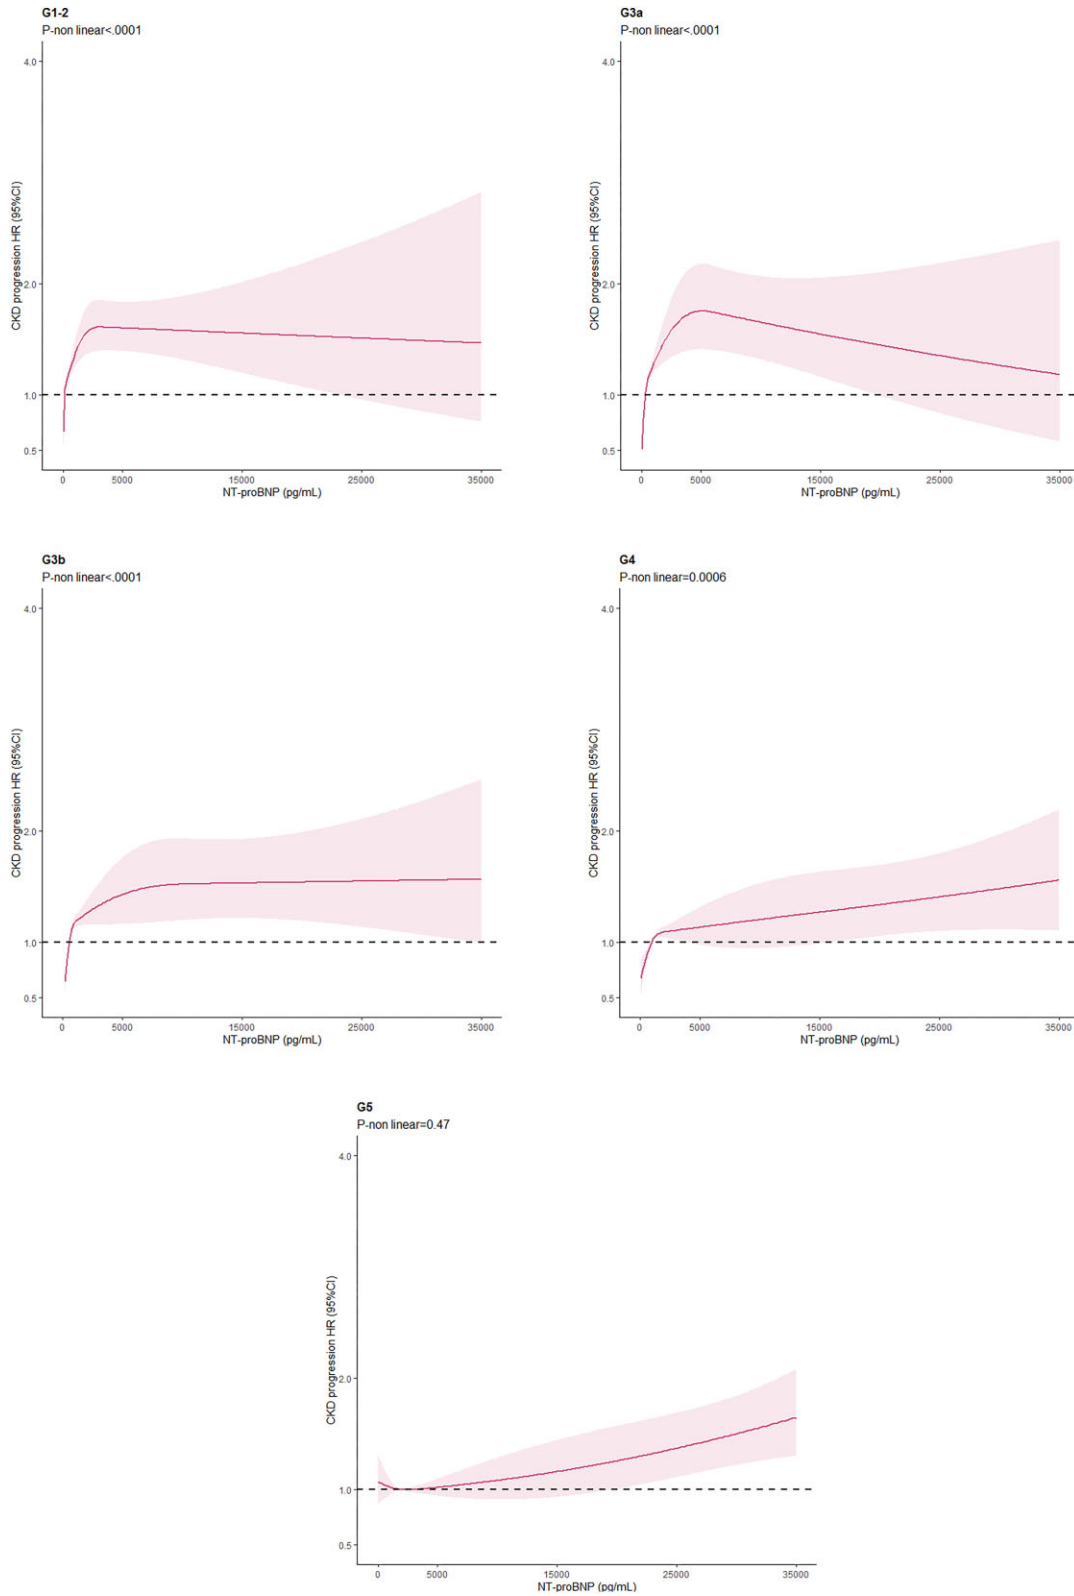 G1-2
P-non linear<.0001
4.0
2.0
1.0
0.5
CKD progression HR (95%CI)
0 5000 15000 25000 35000
NT-proBNP (pg/mL)
G3a
P-non linear<.0001
4.0
2.0
1.0
0.5
CKD progression HR (95%CI)
0 5000 15000 25000 35000
NT-proBNP (pg/mL)
G3b
P-non linear<.0001
4.0
2.0
1.0
0.5
CKD progression HR (95%CI)
0 5000 15000 25000 35000
NT-proBNP (pg/mL)
G4
P-non linear=0.0006
4.0
2.0
1.0
0.5
CKD progression HR (95%CI)
0 5000 15000 25000 35000
NT-proBNP (pg/mL)
G5
P-non linear=0.47
4.0
2.0
1.0
0.5
CKD progression HR (95%CI)
0 5000 15000 25000 35000
NT-proBNP (pg/mL)